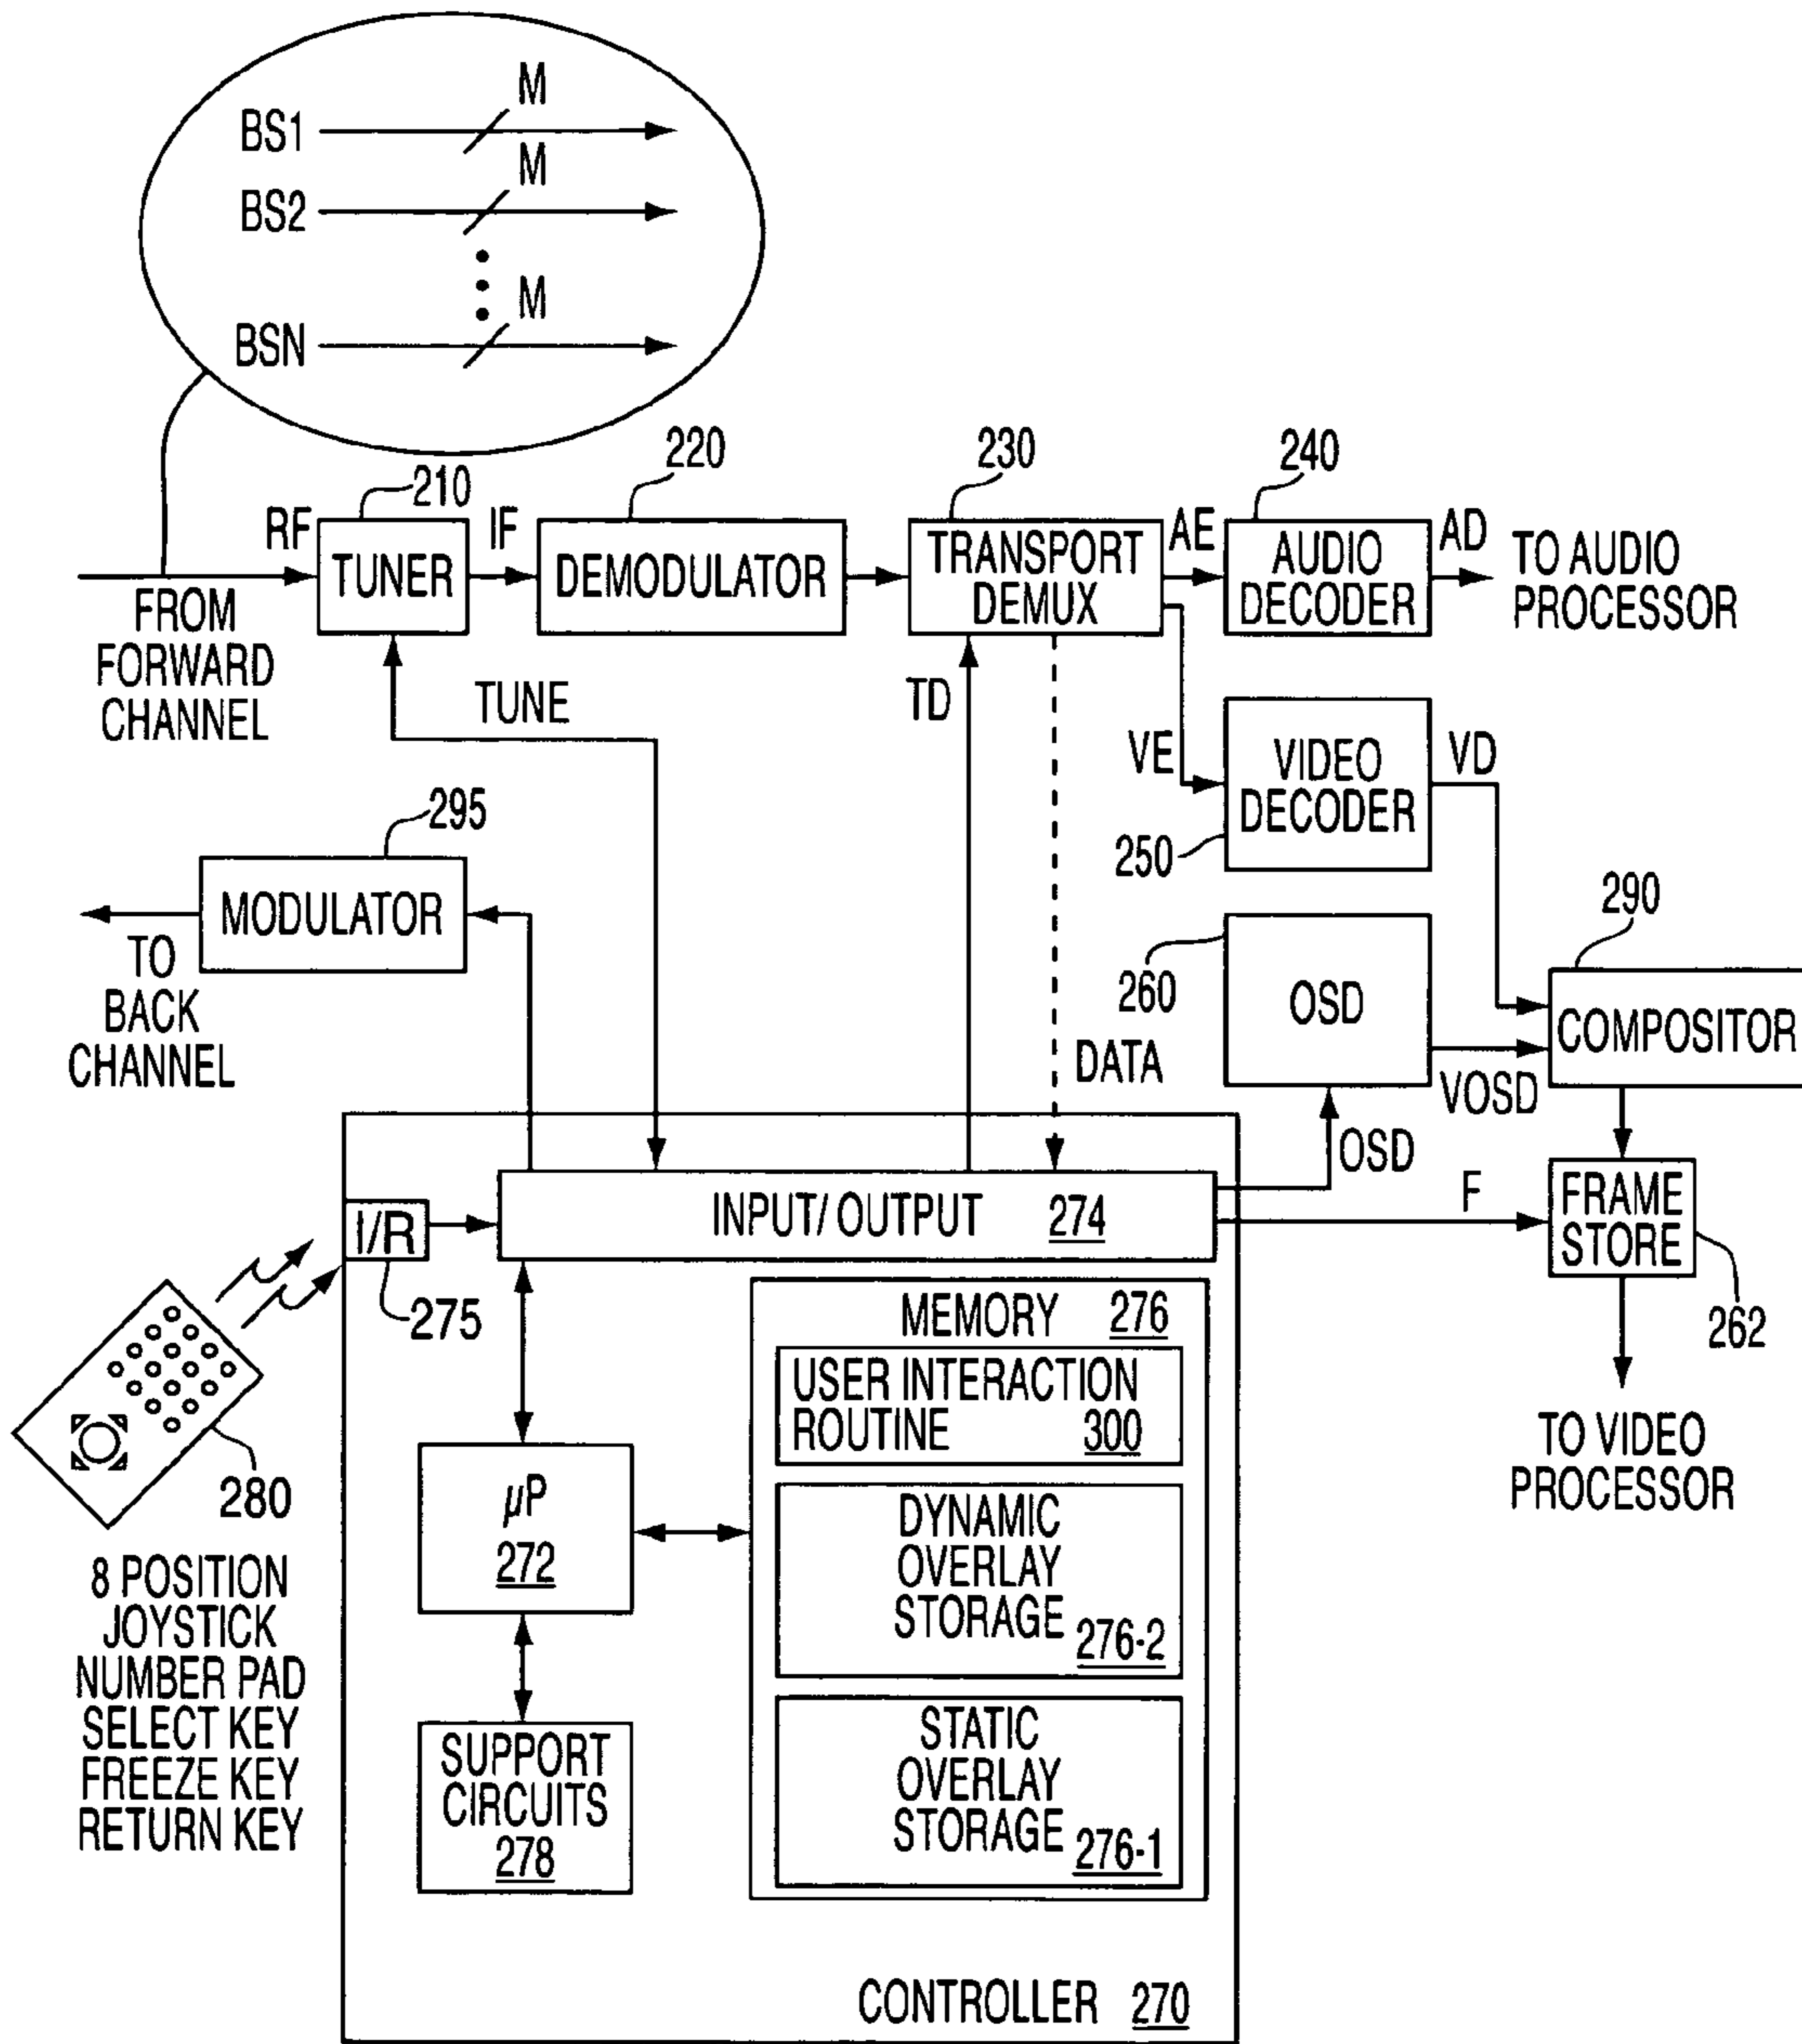 M
BS1
M
BS2
M
BSN
210
220
230
240
RF
TUNER
IF
DEMODULATOR
TRANSPORT
DEMUX
AE
AUDIO
DECODER
AD
TO AUDIO
PROCESSOR
FROM
FORWARD
CHANNEL
TUNE
TD
VE
VIDEO
DECODER
250
VD
295
MODULATOR
TO
BACK
CHANNEL
260
OSD
290
COMPOSITOR
DATA
VOSD
OSD
I/R
275
INPUT/ OUTPUT 274
F
FRAME
STORE
262
TO VIDEO
PROCESSOR
280
8 POSITION
JOYSTICK
NUMBER PAD
SELECT KEY
FREEZE KEY
RETURN KEY
µP
272
SUPPORT
CIRCUITS
278
MEMORY 276
USER INTERACTION
ROUTINE 300
DYNAMIC
OVERLAY
STORAGE 276-2
STATIC
OVERLAY
STORAGE 276-1
CONTROLLER 270